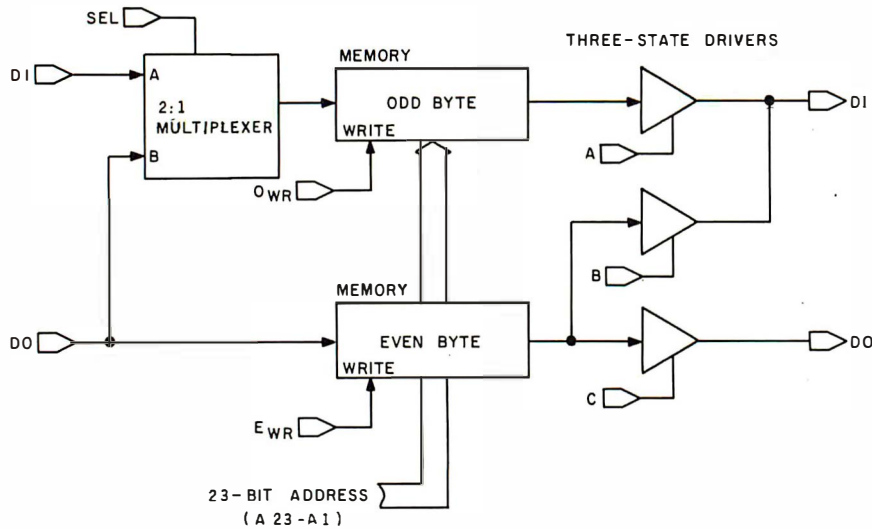 SEL
THREE-STATE DRIVERS
MEMORY
DI
A
ODD BYTE
DI
2:1
MULTIPLEXER
WRITE
B
A
OWR
B
MEMORY
DO
EVEN BYTE
DO
WRITE
C
EWR
23-BIT ADDRESS
(A23-A1)